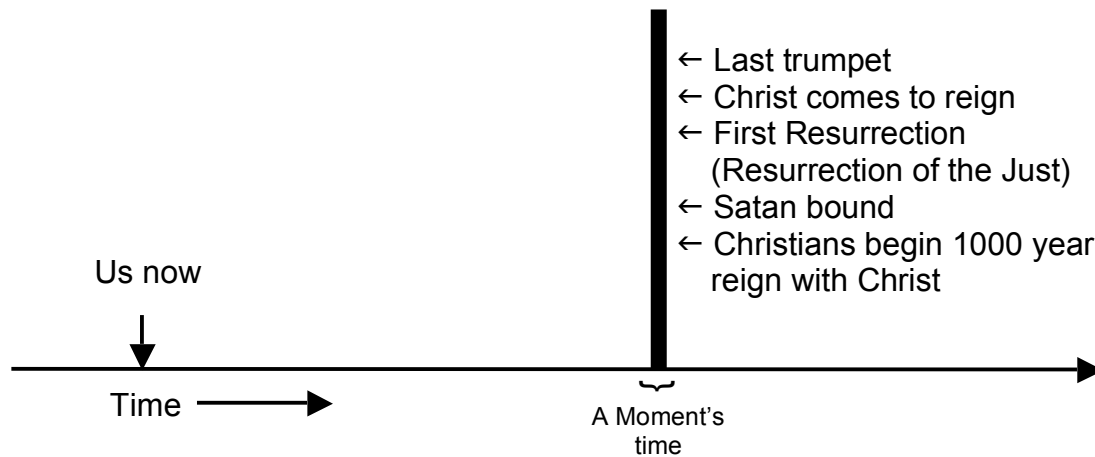 ← Last trumpet
← Christ comes to reign
← First Resurrection
(Resurrection of the Just)
← Satan bound
← Christians begin 1000 year
reign with Christ
Us now
Time
A Moment’s
time